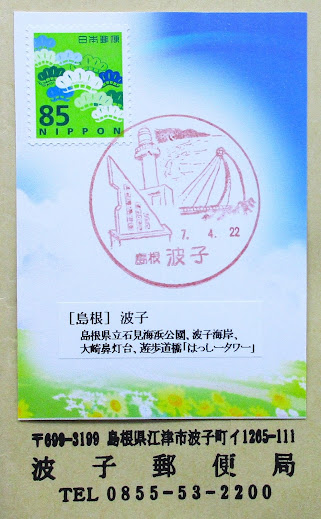 日本郵便
85
NIPPON
7. 4. 22
島根 波子
[島根] 波子
島根県立石見海浜公園、波子海岸、
大崎鼻灯台、遊歩道橋「はっしータワー」
〒699-3199 島根県江津市波子町イ1265-111
波子郵便局
TEL 0855-53-2200